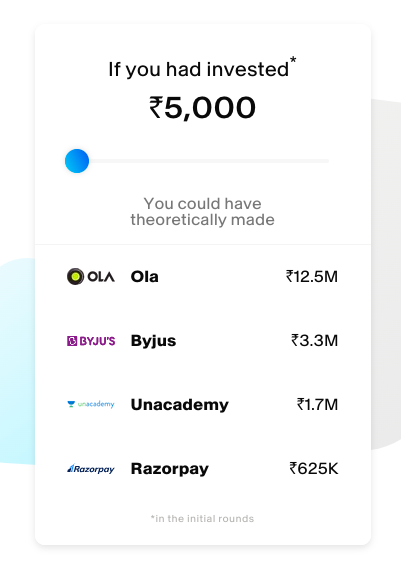 If you had invested*
₹5,000
You could have
theoretically made
OLA Ola ₹12.5M
BYJU'S Byjus ₹3.3M
unacademy Unacademy ₹1.7M
Razorpay Razorpay ₹625K
*in the initial rounds